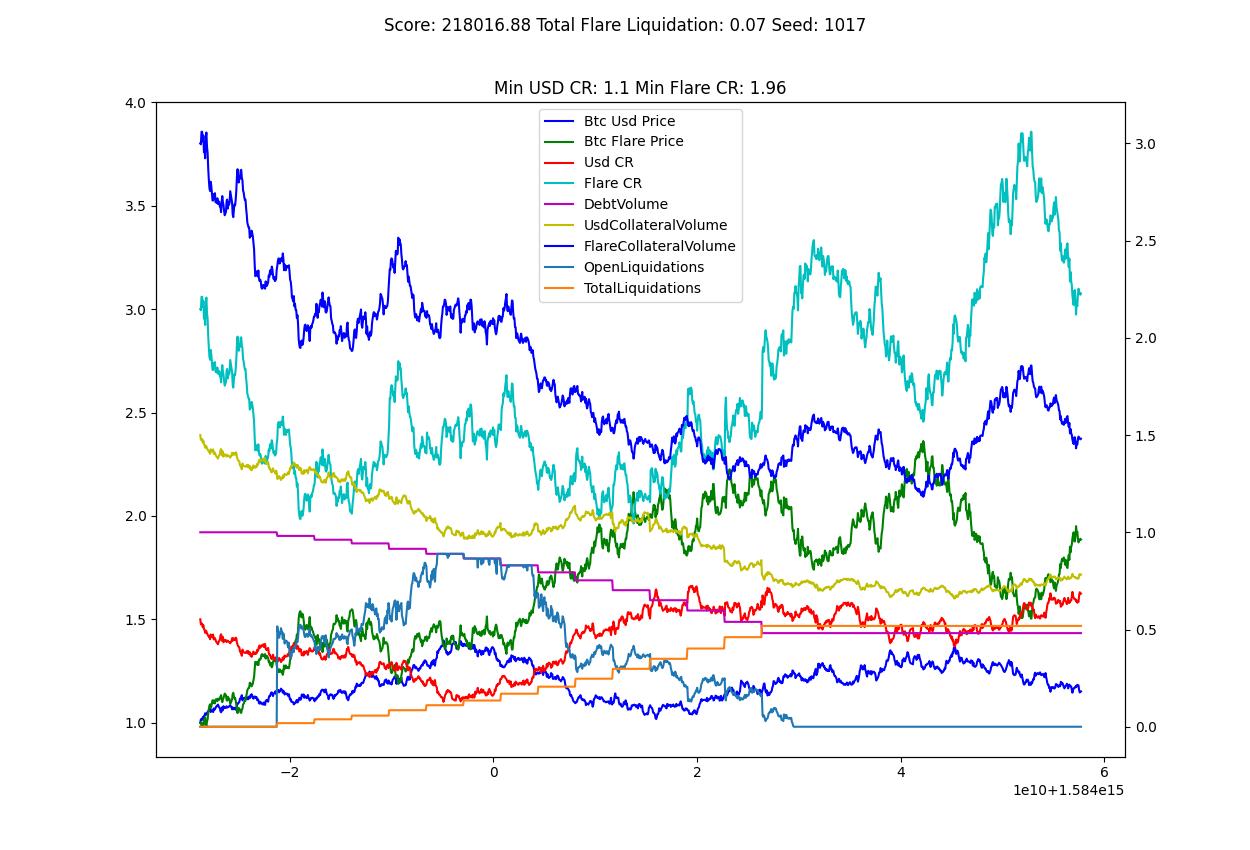 Score: 218016.88 Total Flare Liquidation: 0.07 Seed: 1017
Min USD CR: 1.1 Min Flare CR: 1.96
Btc Usd Price
Btc Flare Price
Usd CR
Flare CR
DebtVolume
UsdCollateralVolume
FlareCollateralVolume
OpenLiquidations
TotalLiquidations
4.0
3.5
3.0
2.5
2.0
1.5
1.0
3.0
2.5
2.0
1.5
1.0
0.5
0.0
−2 0 2 4 6
1e10+1.584e15